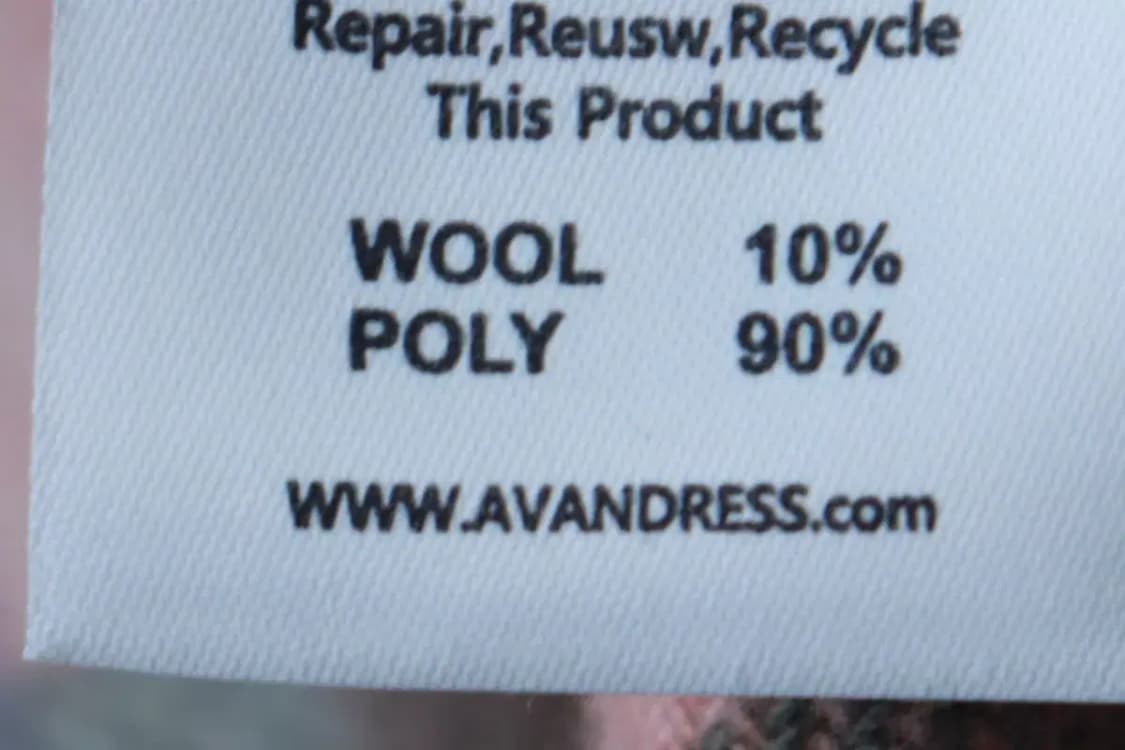 Repair,Reusw,Recycle
This Product
WOOL 10%
POLY 90%
WWW.AVANDRESS.com